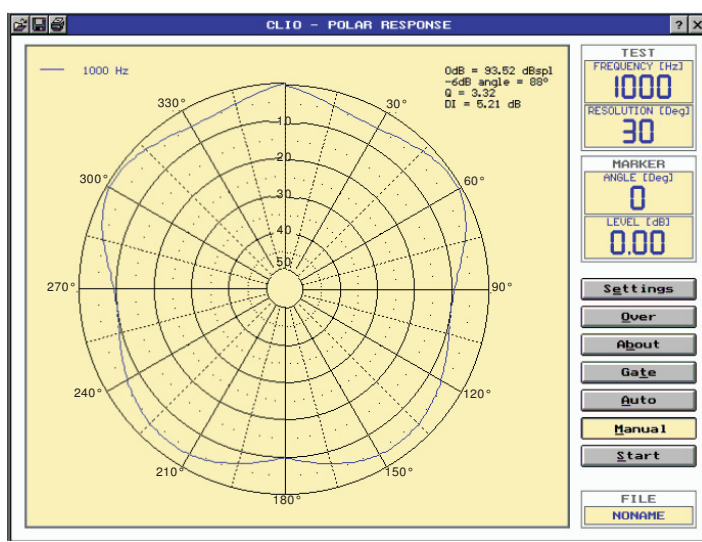 CLIO - POLAR RESPONSE
? X
1000 Hz
0dB = 93.52 dBspl
-6dB angle = 88°
Q = 3.32
DI = 5.21 dB
330°
30°
10
20
300°
60°
30
40
50
270°
90°
240°
120°
210°
150°
180°
TEST
FREQUENCY [Hz]
1000
RESOLUTION [Deg]
30
MARKER
ANGLE [Deg]
0
LEVEL [dB]
0.00
Settings
Over
About
Gate
Auto
Manual
Start
FILE
NONAME